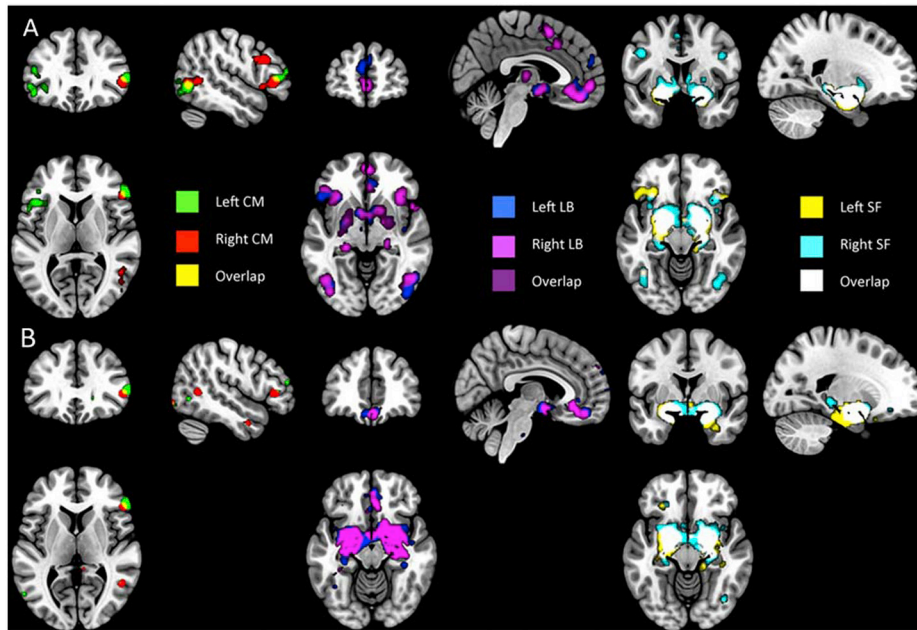 A
Left CM
Right CM
Overlap
Left LB
Right LB
Overlap
Left SF
Right SF
Overlap
B